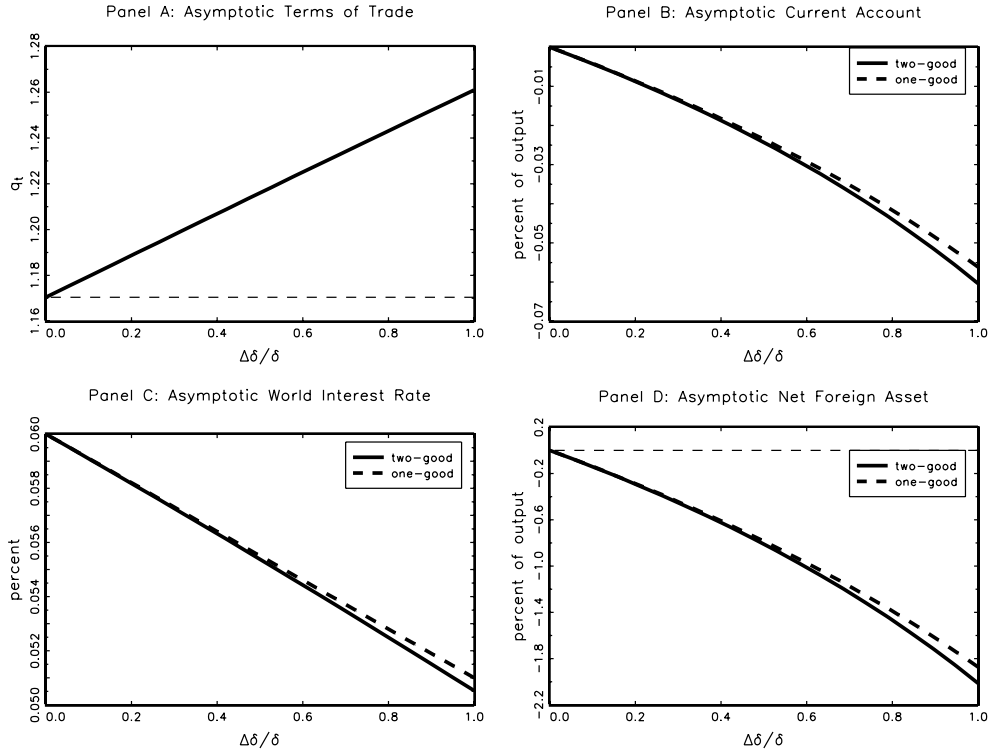 Panel A: Asymptotic Terms of Trade
1.28
1.26
1.24
1.22
1.20
1.18
1.16
qt
0.0 0.2 0.4 0.6 0.8 1.0
Δδ/δ
Panel B: Asymptotic Current Account
two-good
one-good
-0.01
-0.03
-0.05
-0.07
percent of output
0.0 0.2 0.4 0.6 0.8 1.0
Δδ/δ
Panel C: Asymptotic World Interest Rate
two-good
one-good
0.060
0.058
0.056
0.054
0.052
0.050
percent
0.0 0.2 0.4 0.6 0.8 1.0
Δδ/δ
Panel D: Asymptotic Net Foreign Asset
two-good
one-good
0.2
-0.2
-0.6
-1.0
-1.4
-1.8
-2.2
percent of output
0.0 0.2 0.4 0.6 0.8 1.0
Δδ/δ